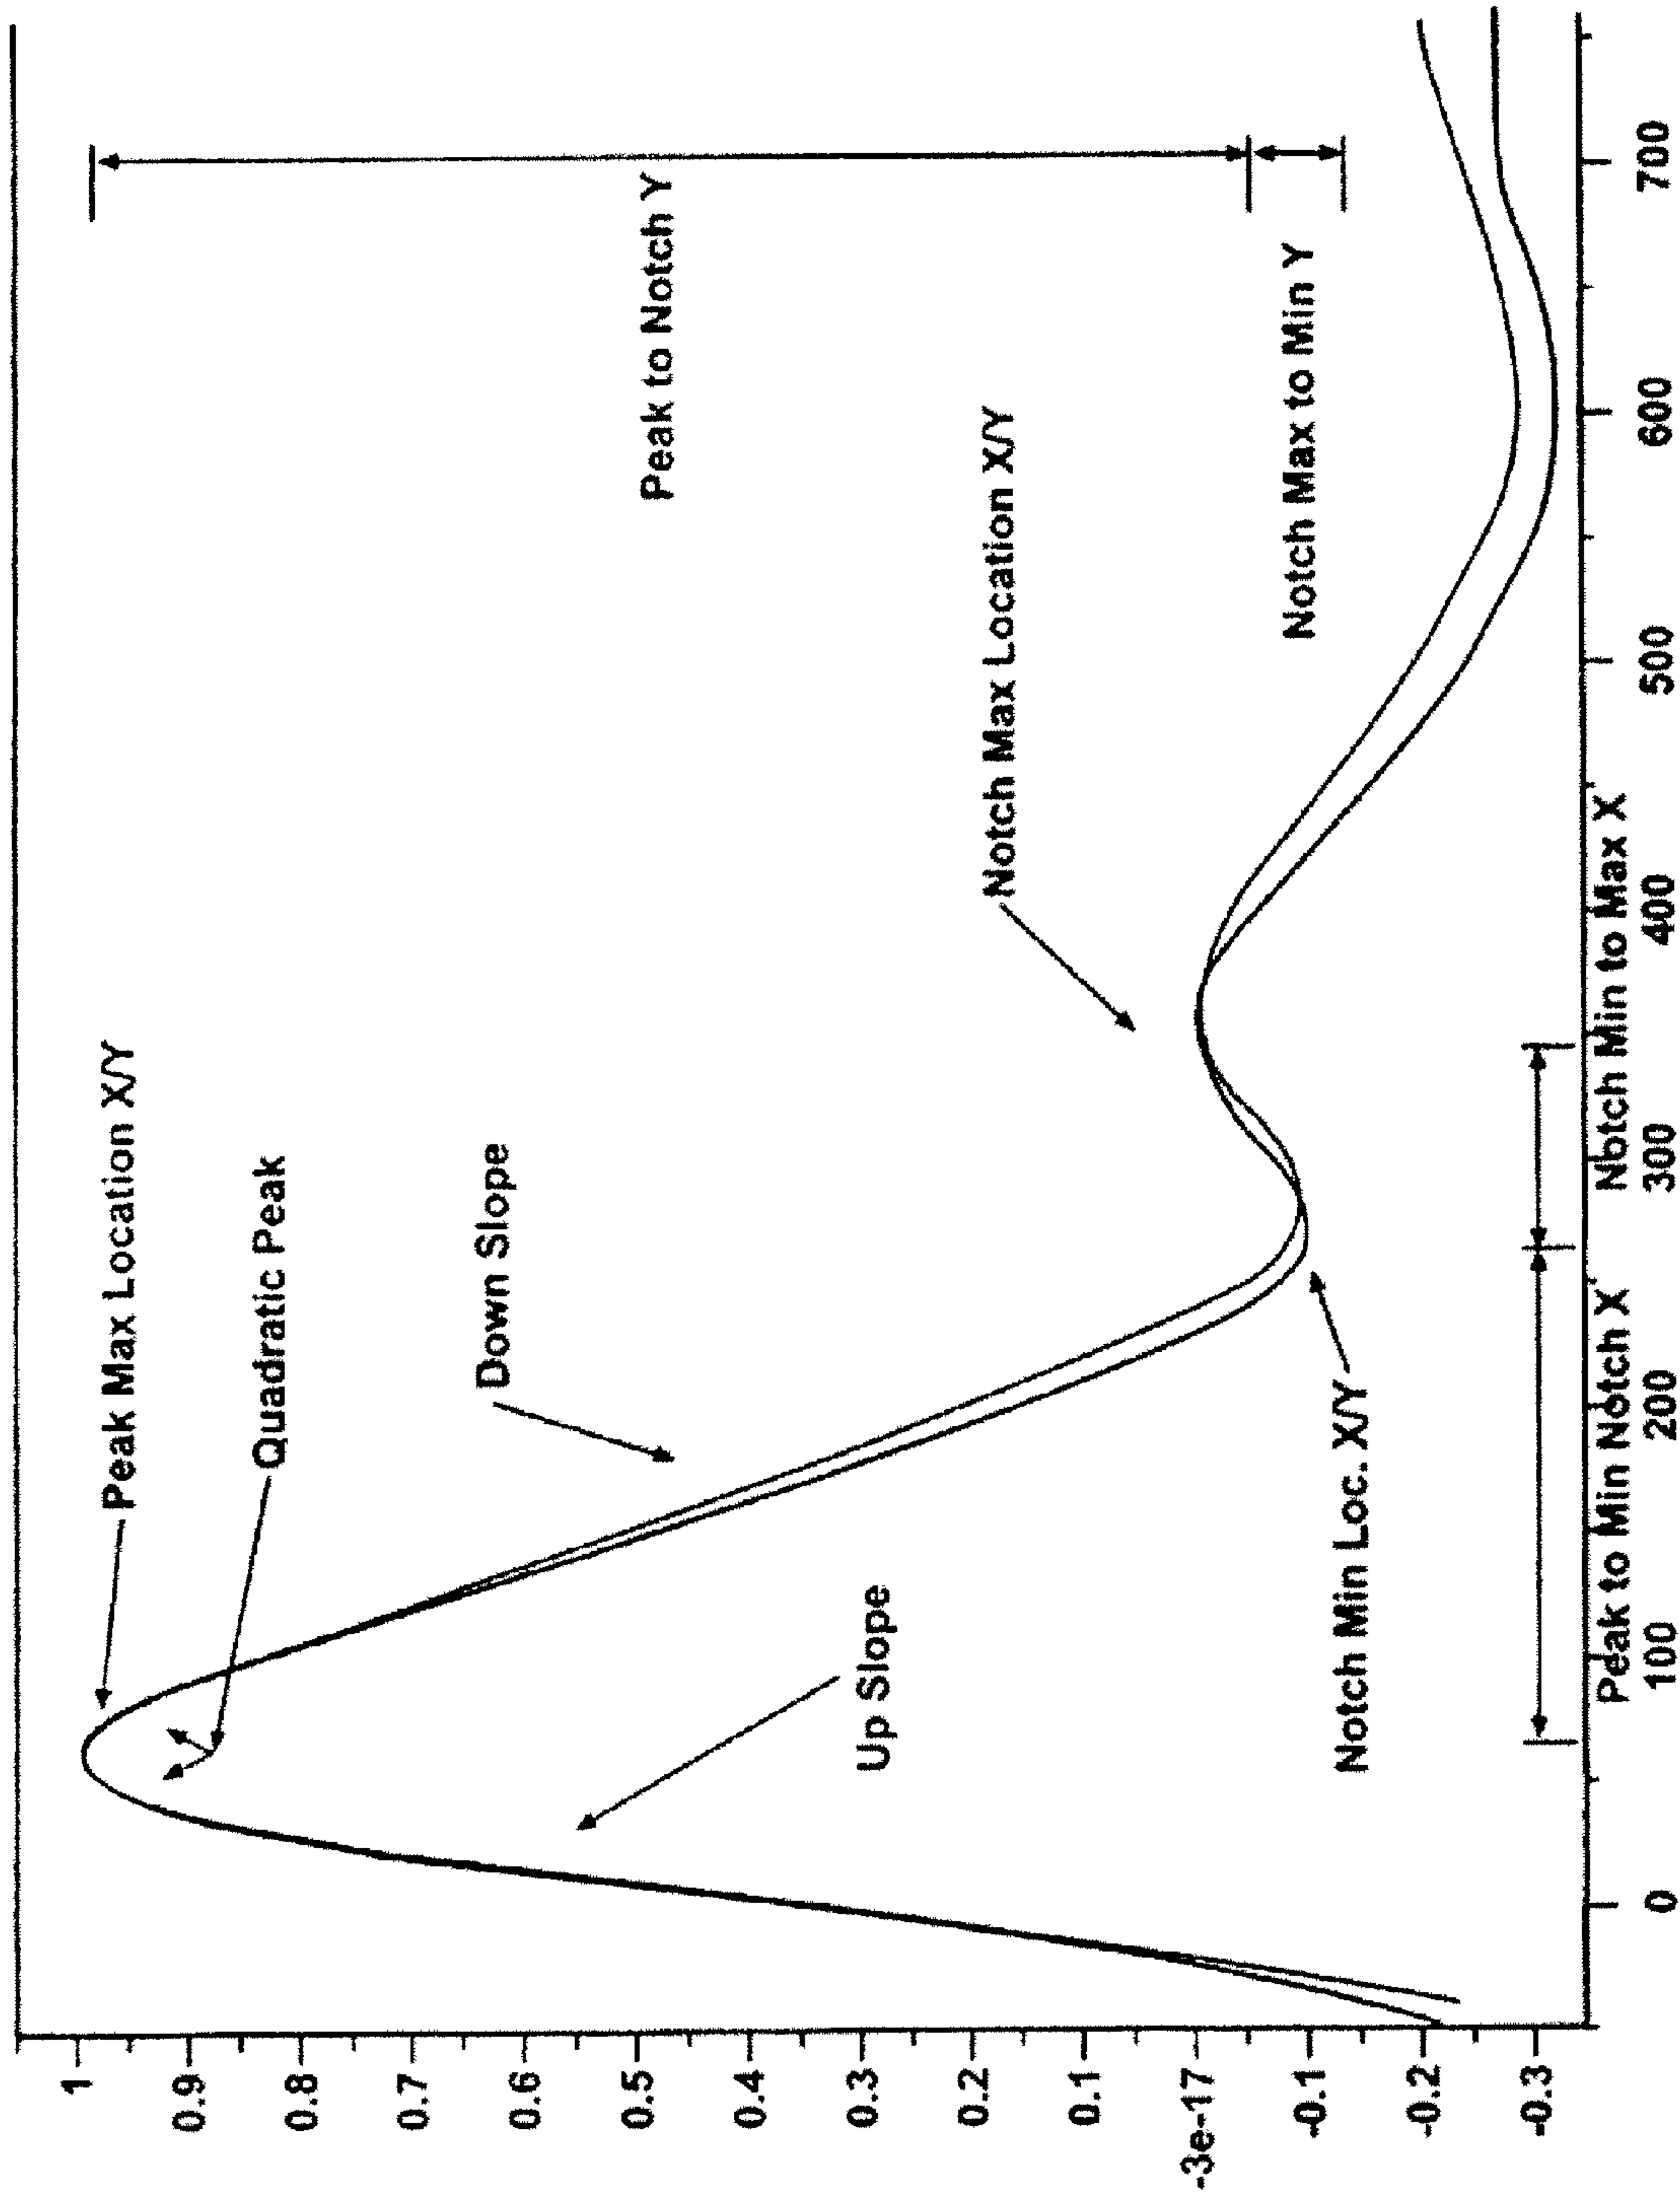 Peak Max Location X/Y
Quadratic Peak
Down Slope
Up Slope
Peak to Notch Y
Notch Max Location X/Y
Notch Max to Min Y
Notch Min Loc. X/Y
1
0.9
0.8
0.7
0.6
0.5
0.4
0.3
0.2
0.1
-3e-17
-0.1
-0.2
-0.3
Peak to Min Notch X
Notch Min to Max X
0
100
200
300
400
500
600
700